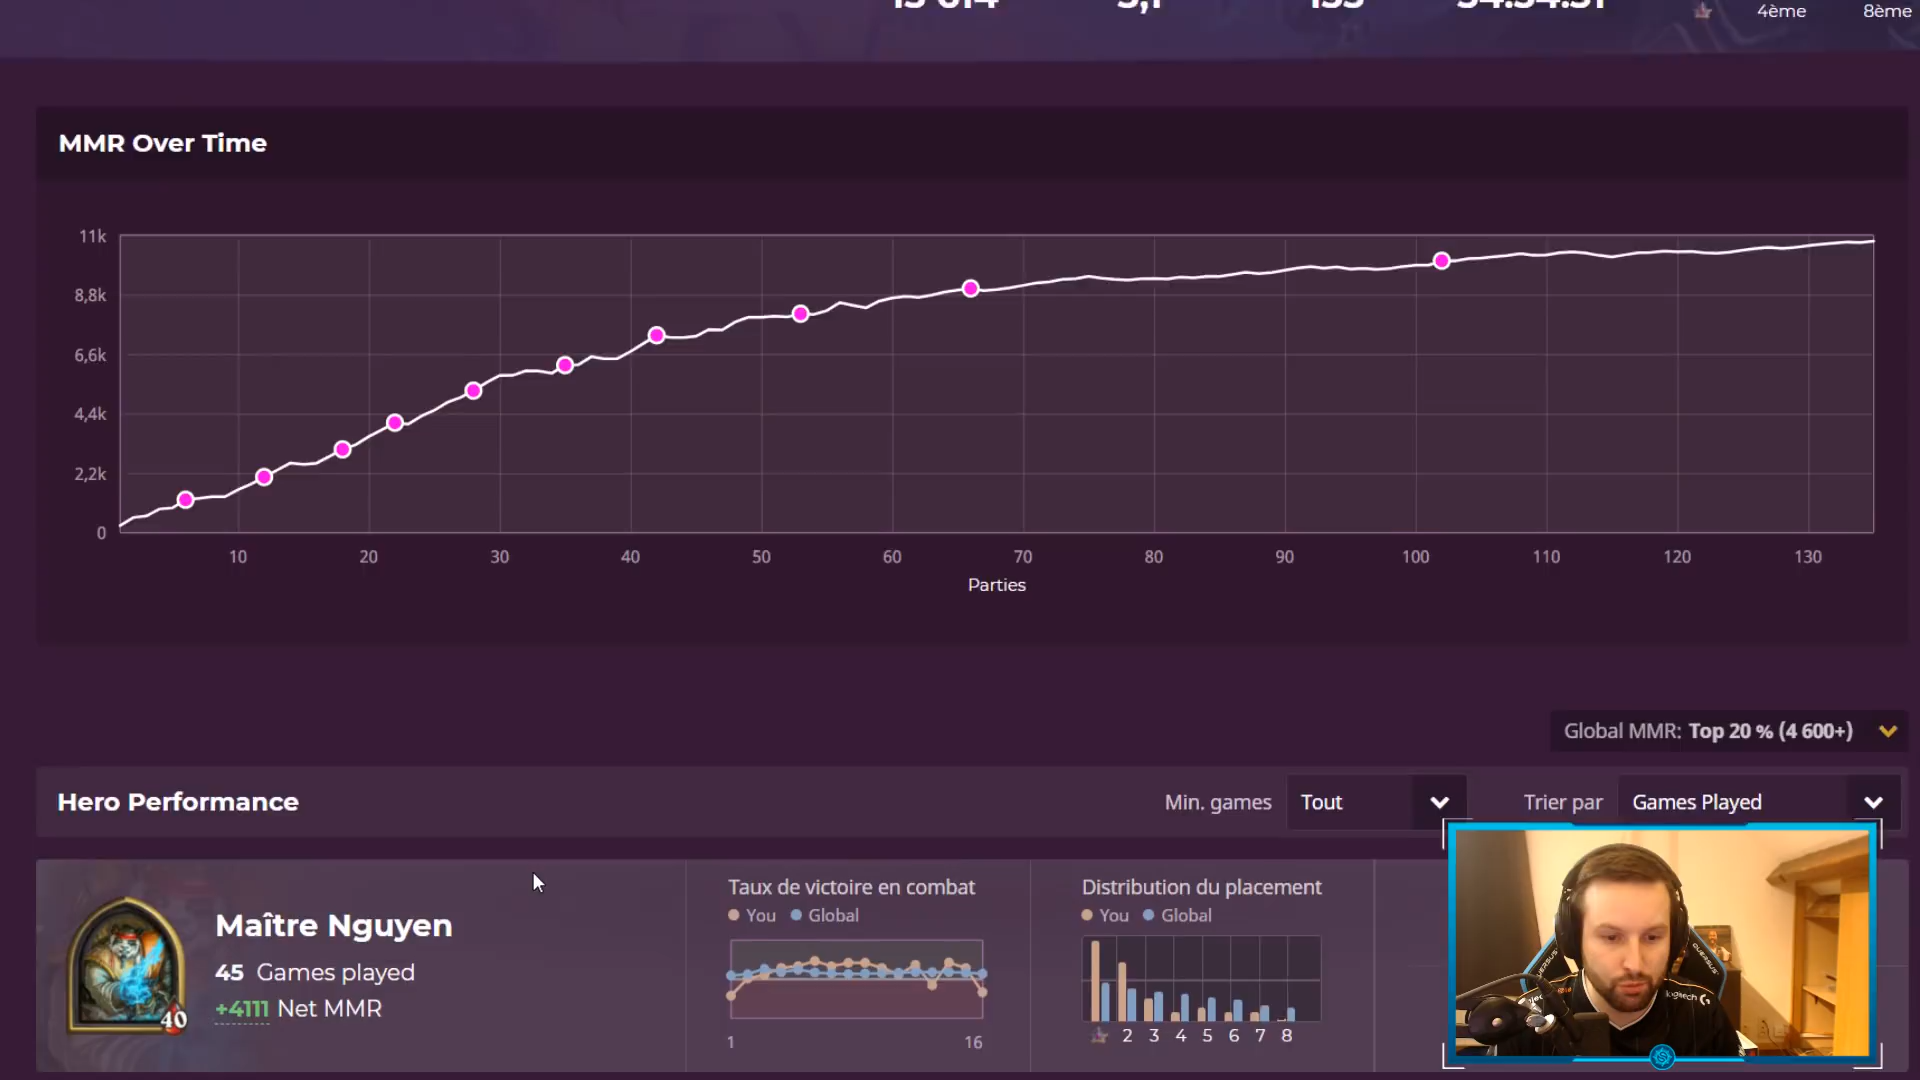 4ème 8ème
MMR Over Time
11k
8,8k
6,6k
4,4k
2,2k
0
10 20 30 40 50 60 70 80 90 100 110 120 130
Parties
Global MMR: Top 20 % (4 600+)
Hero Performance
Min. games Tout
Trier par Games Played
Maître Nguyen
45 Games played
+4111 Net MMR
40
Taux de victoire en combat
You Global
1 16
Distribution du placement
You Global
2 3 4 5 6 7 8
logitech G